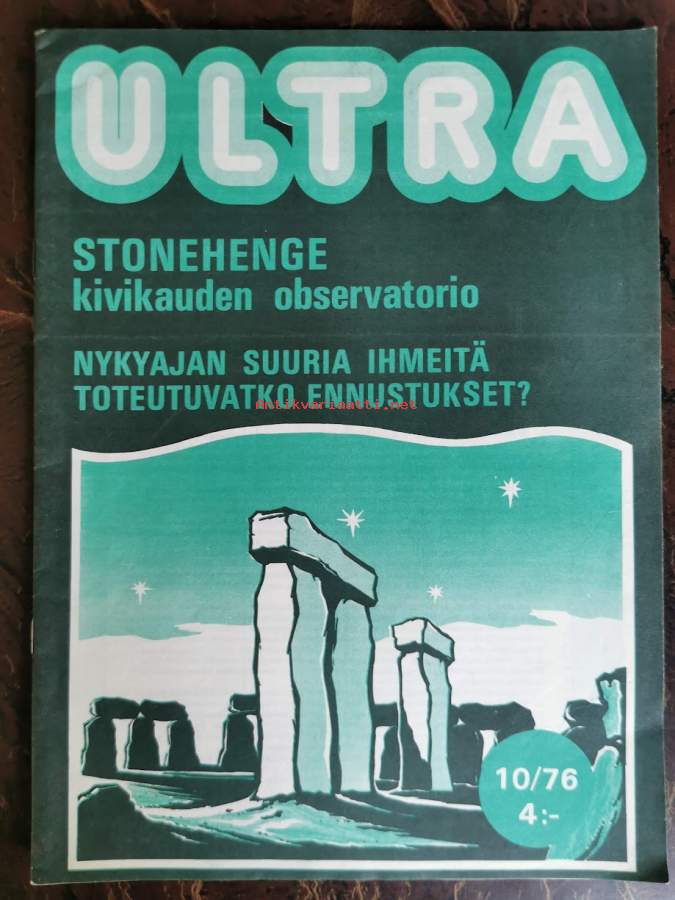 ULTRA
STONEHENGE
kivikauden observatorio
NYKYAJAN SUURIA IHMEITÄ
TOTEUTUVATKO ENNUSTUKSET?
Antikvariaatti.net
10/76
4:-